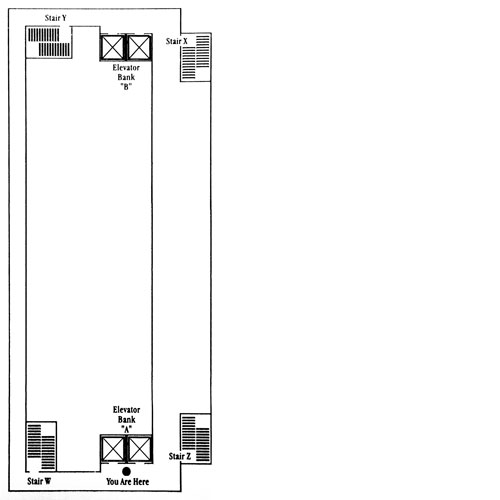 Stair Y
Stair X
Elevator
Bank
"B"
Elevator
Bank
"A"
Stair Z
Stair W
You Are Here